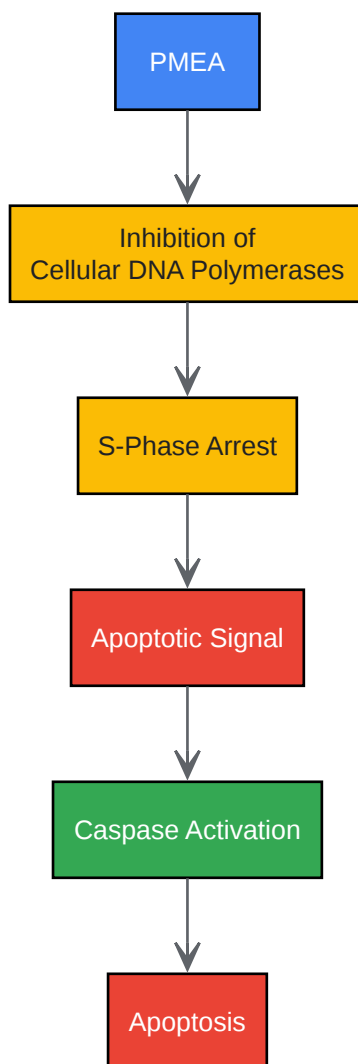 PMEA
Inhibition of
Cellular DNA Polymerases
S-Phase Arrest
Apoptotic Signal
Caspase Activation
Apoptosis